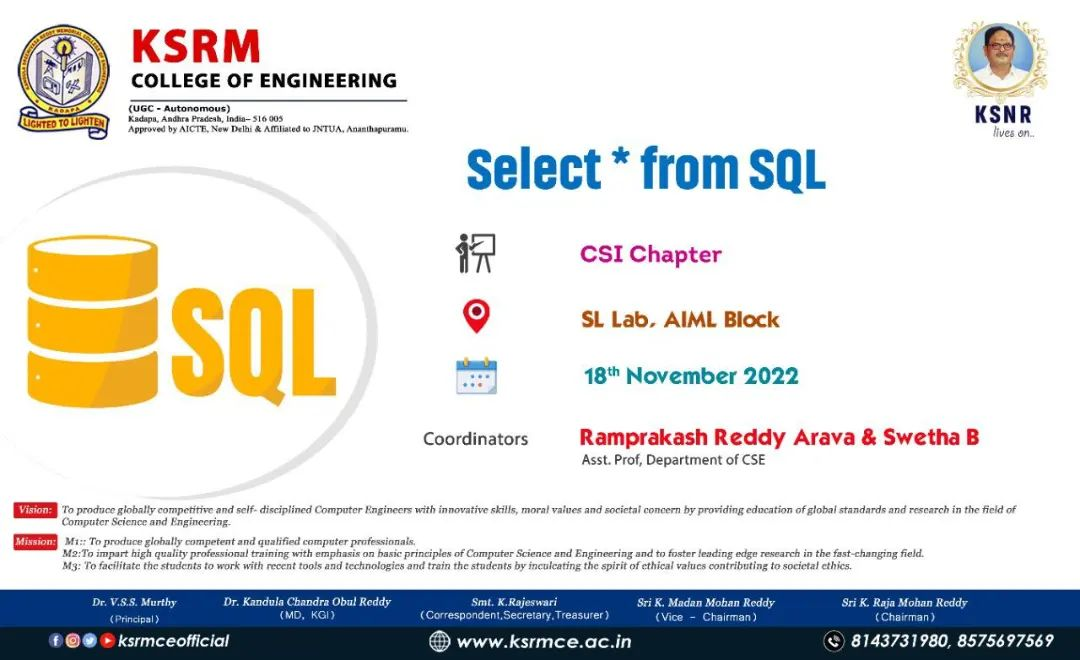 KSRM
COLLEGE OF ENGINEERING
(UGC - Autonomous)
Kadapa, Andhra Pradesh, India– 516 005
Approved by AICTE, New Delhi & Affiliated to JNTUA, Ananthapuramu.
KANDULA SRINIVASA REDDY MEMORIAL COLLEGE OF ENGINEERING
KADAPA
LIGHTED TO LIGHTEN
KSNR
lives on..
Select * from SQL
SQL
CSI Chapter
SL Lab, AIML Block
18th November 2022
Coordinators
Ramprakash Reddy Arava & Swetha B
Asst. Prof, Department of CSE
Vision: To produce globally competitive and self- disciplined Computer Engineers with innovative skills, moral values and societal concern by providing education of global standards and research in the field of
Computer Science and Engineering.
Mission: M1:: To produce globally competent and qualified computer professionals.
M2:To impart high quality professional training with emphasis on basic principles of Computer Science and Engineering and to foster leading edge research in the fast-changing field.
M3: To facilitate the students to work with recent tools and technologies and train the students by inculcating the spirit of ethical values contributing to societal ethics.
Dr. V.S.S. Murthy
(Principal)
Dr. Kandula Chandra Obul Reddy
(MD, KGI)
Smt. K.Rajeswari
(Correspondent,Secretary,Treasurer)
Sri K. Madan Mohan Reddy
(Vice - Chairman)
Sri K. Raja Mohan Reddy
(Chairman)
ksrmceofficial
www.ksrmce.ac.in
8143731980, 8575697569